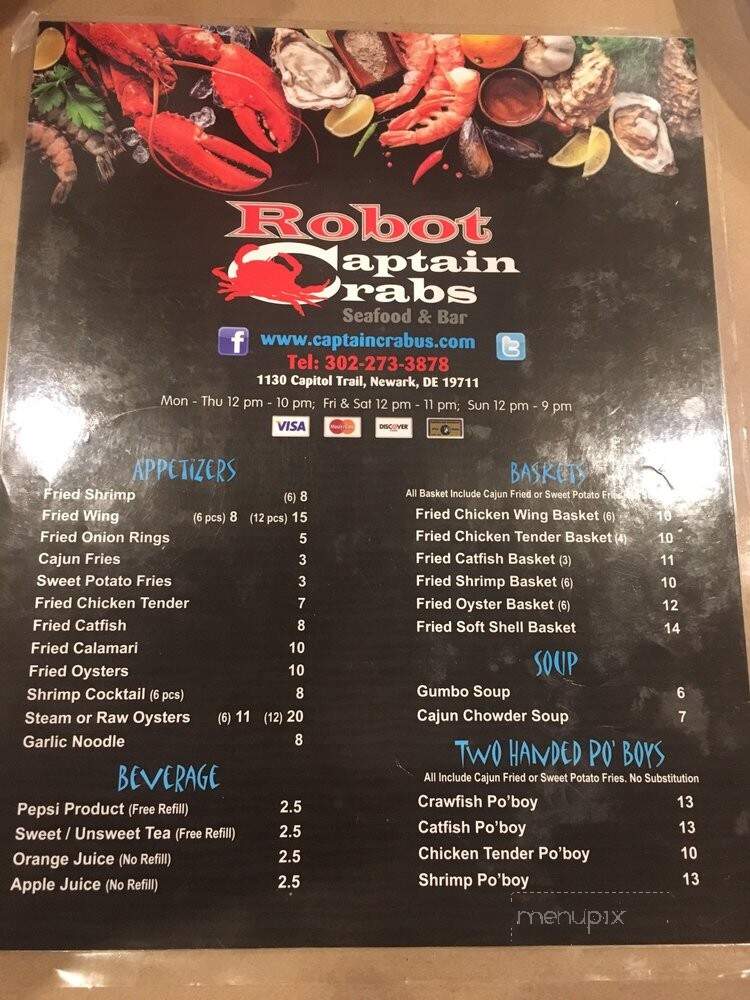 Robot
Captain
Crabs
Seafood & Bar
www.captaincrabus.com
Tel: 302-273-3878
1130 Capitol Trail, Newark, DE 19711
Mon - Thu 12 pm - 10 pm; Fri & Sat 12 pm - 11 pm; Sun 12 pm - 9 pm
VISA MasterCard DISCOVER
APPETIZERS
Fried Shrimp (6) 8
Fried Wing (6 pcs) 8 (12 pcs) 15
Fried Onion Rings 5
Cajun Fries 3
Sweet Potato Fries 3
Fried Chicken Tender 7
Fried Catfish 8
Fried Calamari 10
Fried Oysters 10
Shrimp Cocktail (6 pcs) 8
Steam or Raw Oysters (6) 11 (12) 20
Garlic Noodle 8
BEVERAGE
Pepsi Product (Free Refill) 2.5
Sweet / Unsweet Tea (Free Refill) 2.5
Orange Juice (No Refill) 2.5
Apple Juice (No Refill) 2.5
BASKETS
All Basket Include Cajun Fried or Sweet Potato Fries
Fried Chicken Wing Basket (6) 10
Fried Chicken Tender Basket (4) 10
Fried Catfish Basket (3) 11
Fried Shrimp Basket (6) 10
Fried Oyster Basket (6) 12
Fried Soft Shell Basket 14
SOUP
Gumbo Soup 6
Cajun Chowder Soup 7
TWO HANDED PO' BOYS
All Include Cajun Fried or Sweet Potato Fries. No Substitution
Crawfish Po'boy 13
Catfish Po'boy 13
Chicken Tender Po'boy 10
Shrimp Po'boy 13
menupix